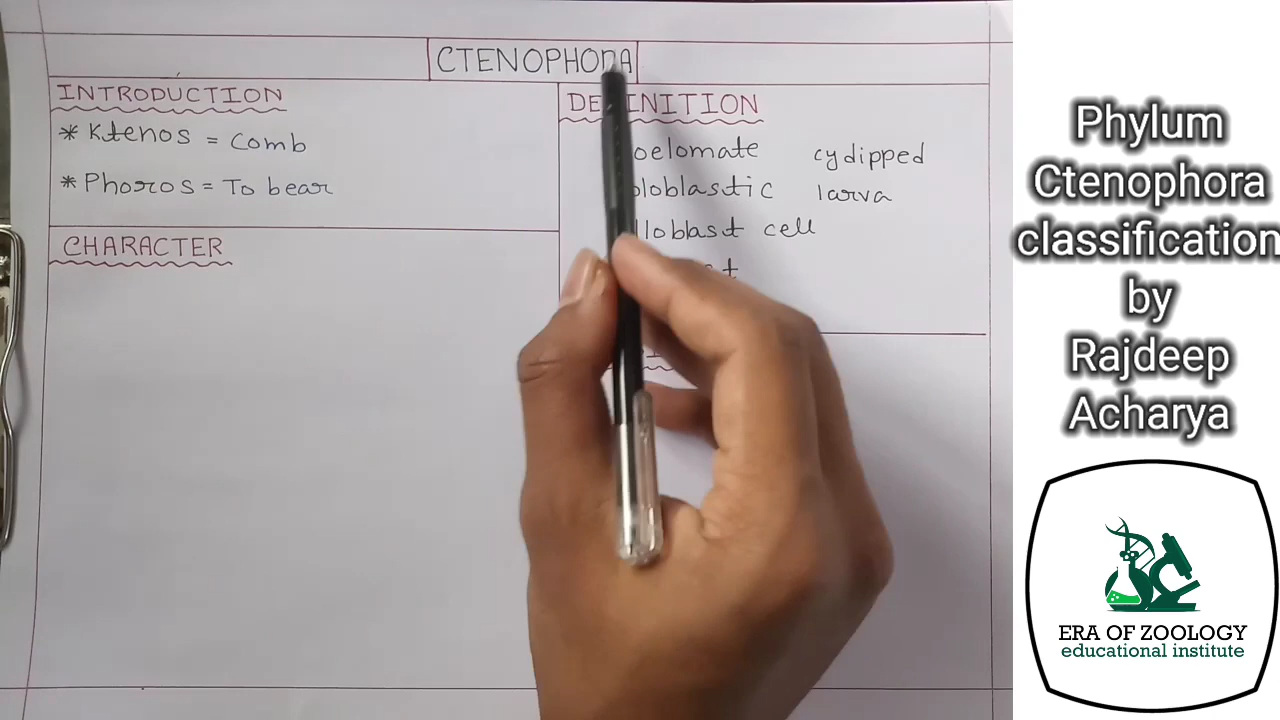 CTENOPHORA
INTRODUCTION
* Ktenos = Comb
* Phoros = To bear
CHARACTER
DEFINITION
cydipped
larva
cell
Phylum
Ctenophora
classification
by
Rajdeep
Acharya
ERA OF ZOOLOGY
educational institute